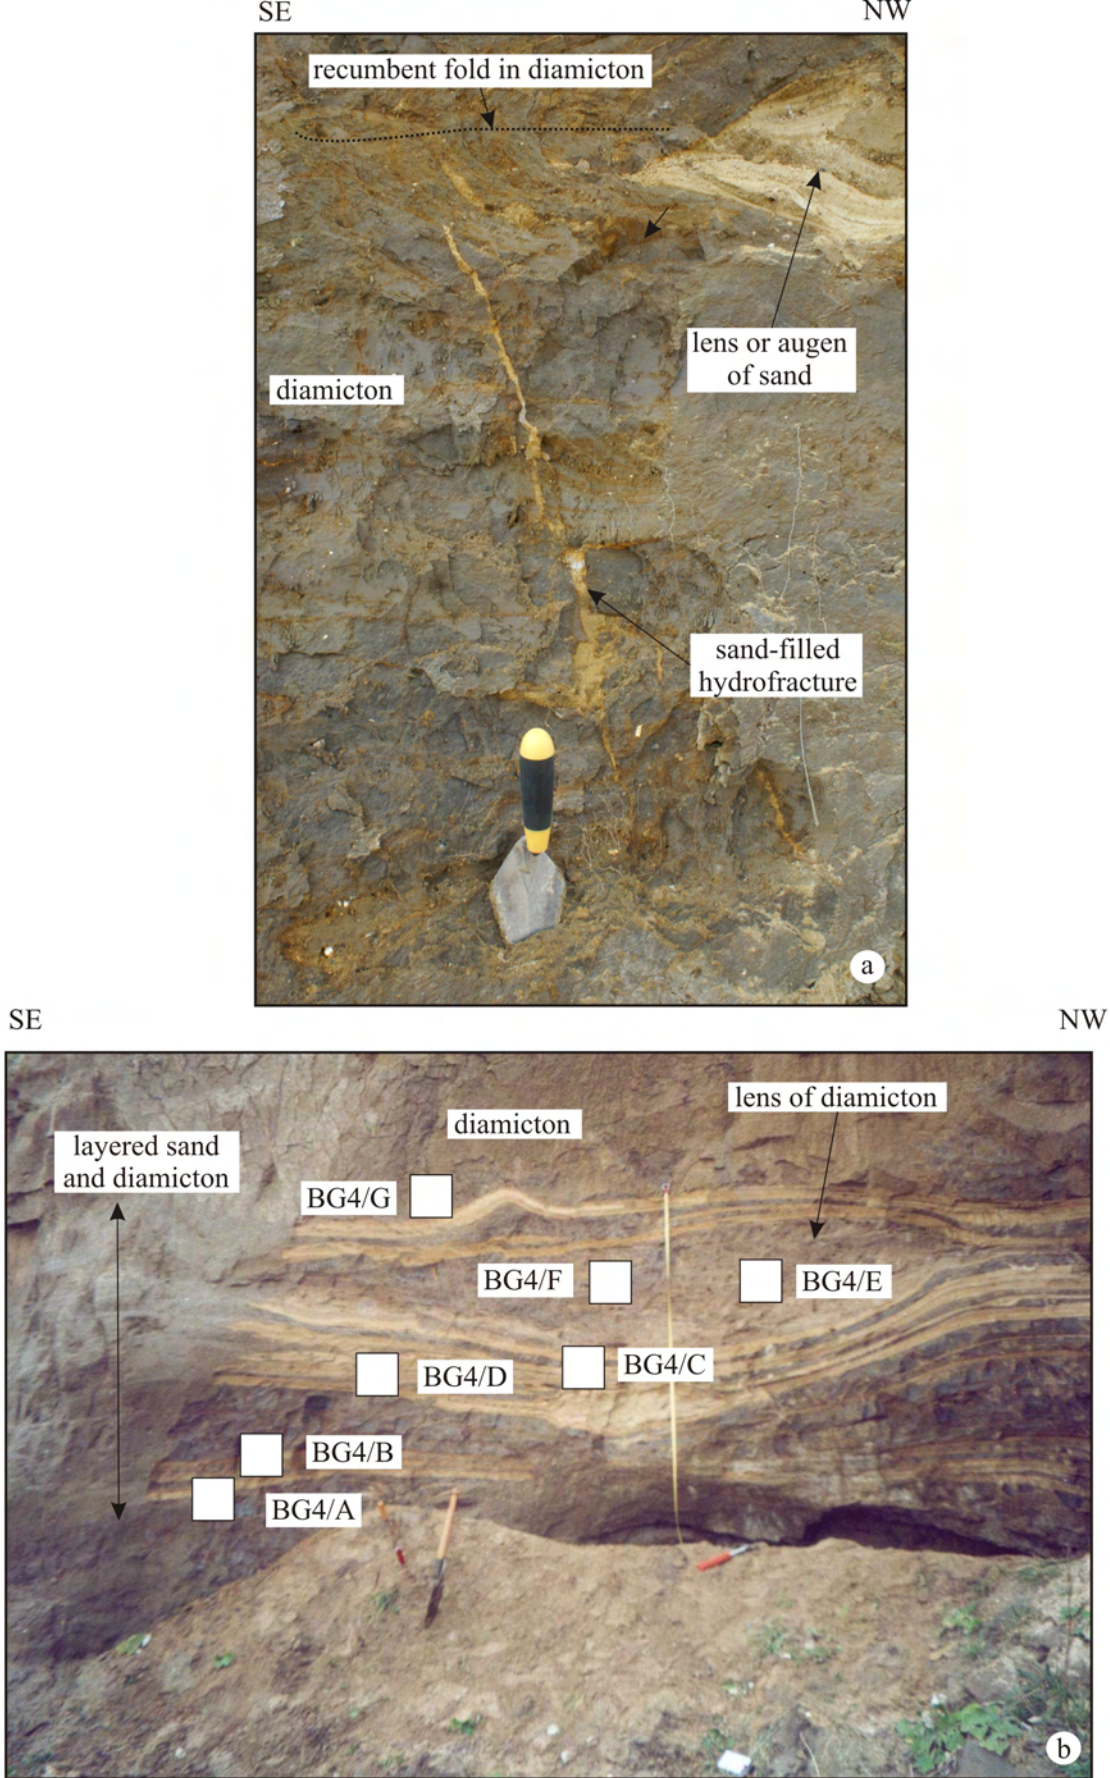 SE
NW
recumbent fold in diamicton
lens or augen
of sand
diamicton
sand-filled
hydrofracture
a
SE
NW
lens of diamicton
diamicton
layered sand
and diamicton
BG4/G
BG4/F
BG4/E
BG4/D
BG4/C
BG4/B
BG4/A
b